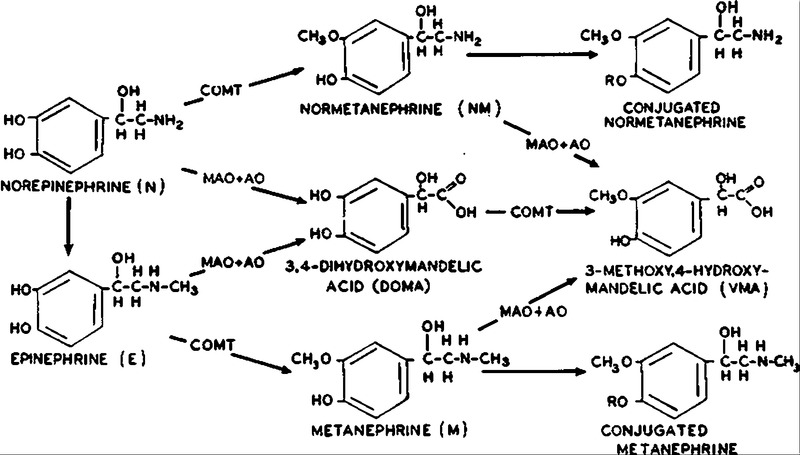 OH
H
CH₃O
C-C-NH₂
H H
HO
NORMETANEPHRINE (NM)
OH
H
CH₃O
C-C-NH₂
H H
RO
CONJUGATED
NORMETANEPHRINE
COMT
OH
H
HO
C-C-NH₂
H H
HO
NOREPINEPHRINE (N)
MAO+AO
MAO+AO
OH
HO
C-C
O
H
OH
HO
3,4-DIHYDROXYMANDELIC
ACID (DOMA)
COMT
OH
CH₃O
C-C
O
H
OH
HO
3-METHOXY,4-HYDROXY-
MANDELIC ACID (VMA)
MAO+AO
OH
H H
HO
C-C-N-CH₃
H H
HO
EPINEPHRINE (E)
COMT
MAO+AO
OH
H H
CH₃O
C-C-N-CH₃
H H
HO
METANEPHRINE (M)
OH
H H
CH₃O
C-C-N-CH₃
H H
RO
CONJUGATED
METANEPHRINE